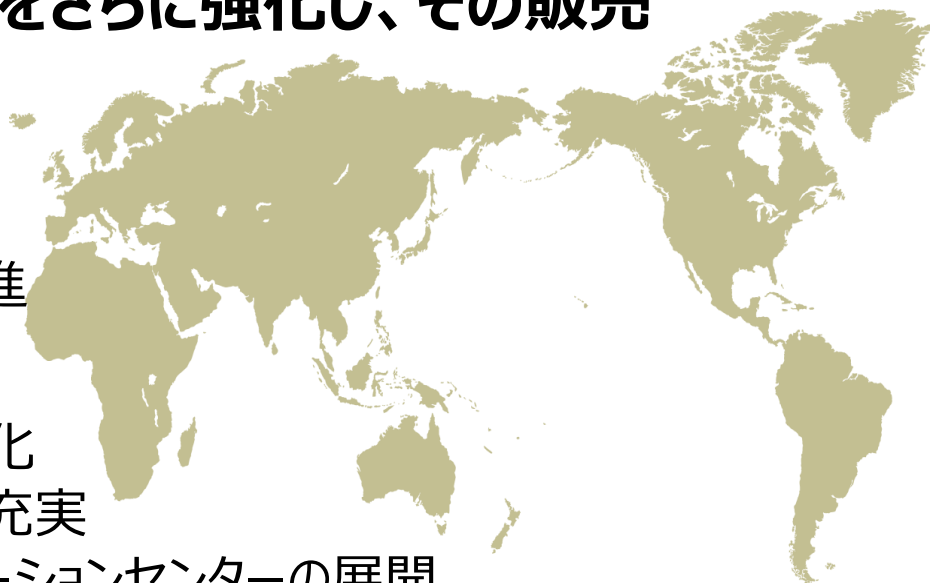 をさらに強化し、その販売
進
化
充実
ーションセンターの展開